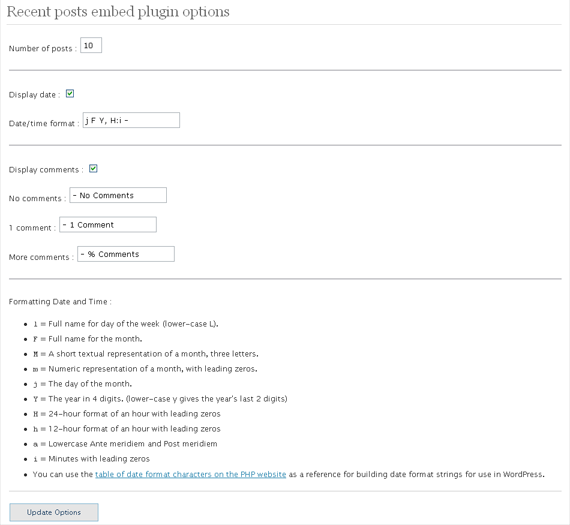 Recent posts embed plugin options
Number of posts : 10
Display date :
Date/time format : j F Y, H:i -
Display comments :
No comments : - No Comments
1 comment : - 1 Comment
More comments : - % Comments
Formatting Date and Time :
l = Full name for day of the week (lower-case L).
F = Full name for the month.
M = A short textual representation of a month, three letters.
m = Numeric representation of a month, with leading zeros.
j = The day of the month.
Y = The year in 4 digits. (lower-case y gives the year's last 2 digits)
H = 24-hour format of an hour with leading zeros
h = 12-hour format of an hour with leading zeros
a = Lowercase Ante meridiem and Post meridiem
i = Minutes with leading zeros
You can use the table of date format characters on the PHP website as a reference for building date format strings for use in WordPress.
Update Options